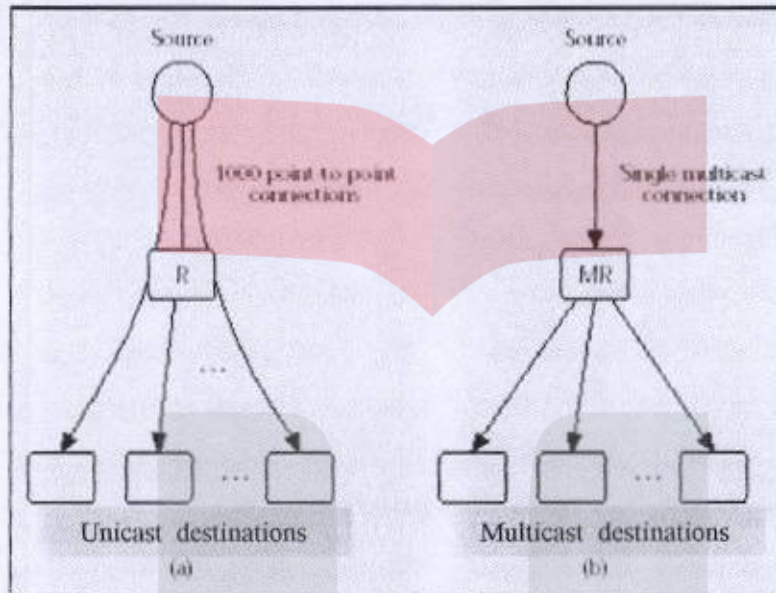 Source
1000 point-to-point
connections
R
...
...
Unicast destinations
(a)
Source
Single multicast
connection
MR
...
Multicast destinations
(b)